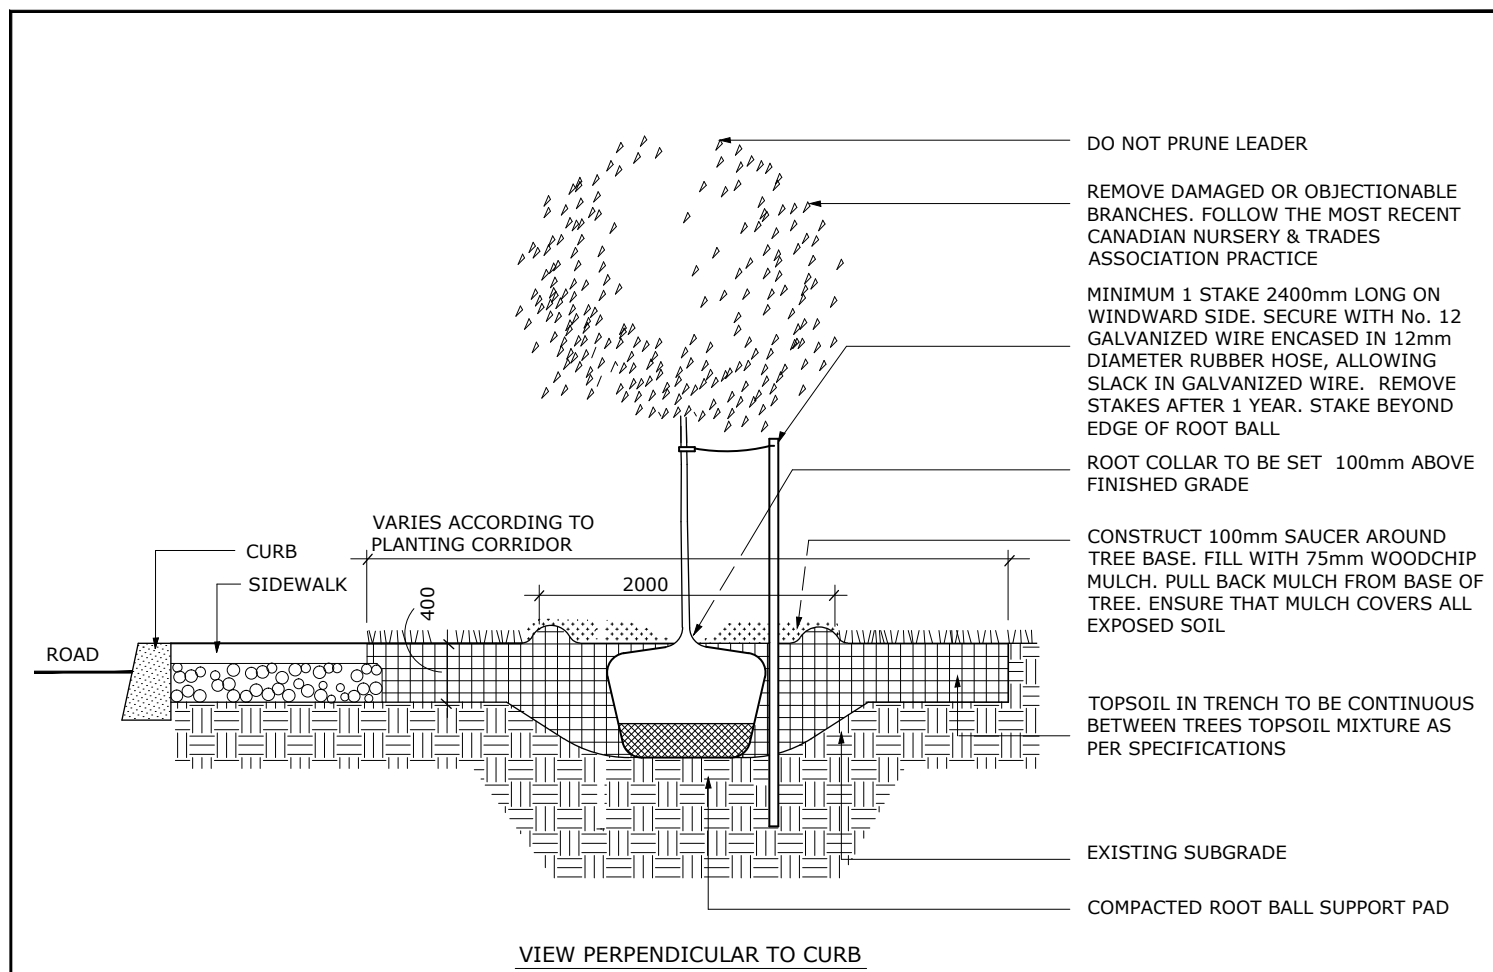 DO NOT PRUNE LEADER
REMOVE DAMAGED OR OBJECTIONABLE
BRANCHES. FOLLOW THE MOST RECENT
CANADIAN NURSERY & TRADES
ASSOCIATION PRACTICE
MINIMUM 1 STAKE 2400mm LONG ON
WINDWARD SIDE. SECURE WITH No. 12
GALVANIZED WIRE ENCASED IN 12mm
DIAMETER RUBBER HOSE, ALLOWING
SLACK IN GALVANIZED WIRE. REMOVE
STAKES AFTER 1 YEAR. STAKE BEYOND
EDGE OF ROOT BALL
ROOT COLLAR TO BE SET 100mm ABOVE
FINISHED GRADE
VARIES ACCORDING TO
PLANTING CORRIDOR
CONSTRUCT 100mm SAUCER AROUND
TREE BASE. FILL WITH 75mm WOODCHIP
MULCH. PULL BACK MULCH FROM BASE OF
TREE. ENSURE THAT MULCH COVERS ALL
EXPOSED SOIL
CURB
SIDEWALK
2000
400
ROAD
TOPSOIL IN TRENCH TO BE CONTINUOUS
BETWEEN TREES TOPSOIL MIXTURE AS
PER SPECIFICATIONS
EXISTING SUBGRADE
COMPACTED ROOT BALL SUPPORT PAD
VIEW PERPENDICULAR TO CURB